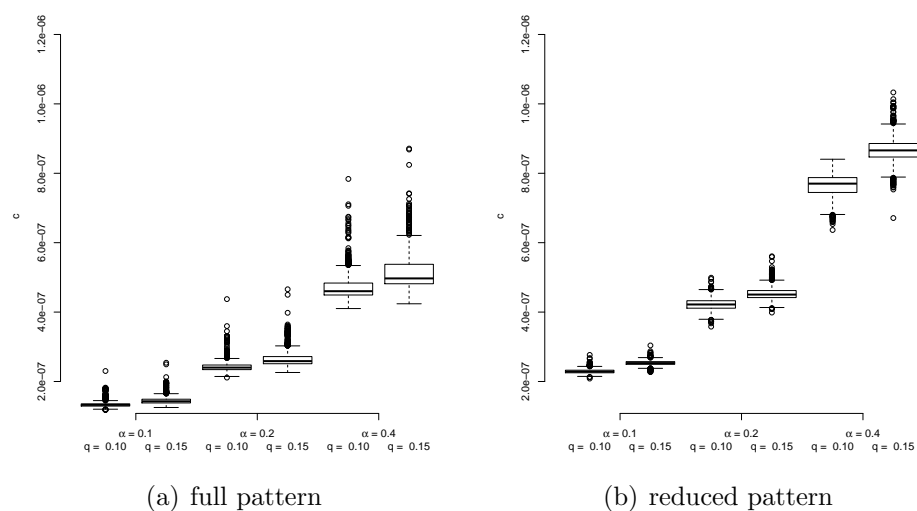 1.2e−06
1.0e−06
8.0e−07
6.0e−07
4.0e−07
2.0e−07
c
α = 0.1 α = 0.2 α = 0.4
q = 0.10 q = 0.15 q = 0.10 q = 0.15 q = 0.10 q = 0.15
(a) full pattern
1.2e−06
1.0e−06
8.0e−07
6.0e−07
4.0e−07
2.0e−07
c
α = 0.1 α = 0.2 α = 0.4
q = 0.10 q = 0.15 q = 0.10 q = 0.15 q = 0.10 q = 0.15
(b) reduced pattern